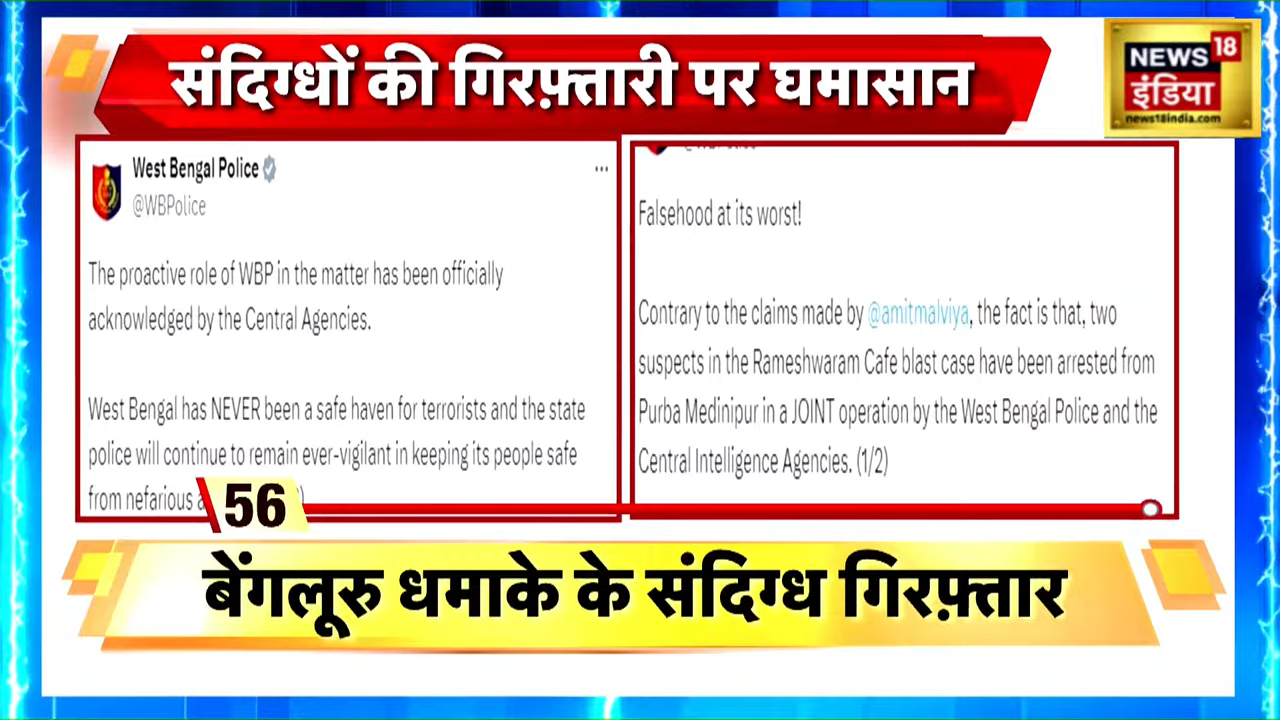 संदिग्धों की गिरफ़्तारी पर घमासान
NEWS 18
इंडिया
news18india.com
West Bengal Police
@WBPolice
...
The proactive role of WBP in the matter has been officially
acknowledged by the Central Agencies.
West Bengal has NEVER been a safe haven for terrorists and the state
police will continue to remain ever-vigilant in keeping its people safe
from nefarious
Falsehood at its worst!
Contrary to the claims made by @amitmalviya, the fact is that, two
suspects in the Rameshwaram Cafe blast case have been arrested from
Purba Medinipur in a JOINT operation by the West Bengal Police and the
Central Intelligence Agencies. (1/2)
56
बेंगलूरु धमाके के संदिग्ध गिरफ़्तार